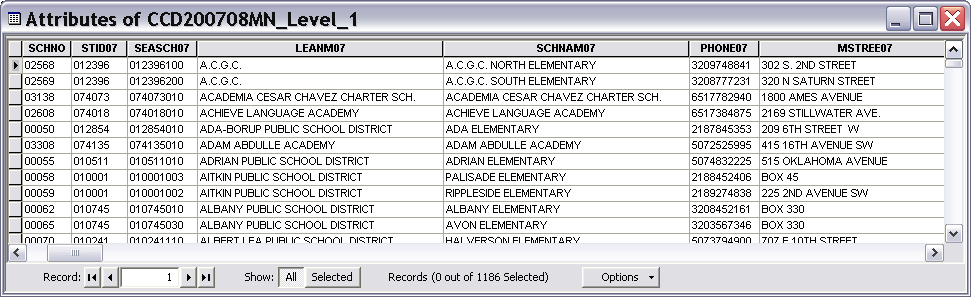 Attributes of CCD200708MN_Level_1
SCHNO STID07 SEASCH07 LEANM07 SCHNAM07 PHONE07 MSTREE07
02568 012396 012396100 A.C.G.C. A.C.G.C. NORTH ELEMENTARY 3209748841 302 S. 2ND STREET
02569 012396 012396200 A.C.G.C. A.C.G.C. SOUTH ELEMENTARY 3208777231 320 N SATURN STREET
03138 074073 074073010 ACADEMIA CESAR CHAVEZ CHARTER SCH. ACADEMIA CESAR CHAVEZ CHARTER SCH. 6517782940 1800 AMES AVENUE
02608 074018 074018010 ACHIEVE LANGUAGE ACADEMY ACHIEVE LANGUAGE ACADEMY 6517384875 2169 STILLWATER AVE.
00050 012854 012854010 ADA-BORUP PUBLIC SCHOOL DISTRICT ADA ELEMENTARY 2187845353 209 6TH STREET W
03308 074135 074135010 ADAM ABDULLE ACADEMY ADAM ABDULLE ACADEMY 5072525995 415 16TH AVENUE SW
00055 010511 010511010 ADRIAN PUBLIC SCHOOL DISTRICT ADRIAN ELEMENTARY 5074832225 515 OKLAHOMA AVENUE
00058 010001 010001003 AITKIN PUBLIC SCHOOL DISTRICT PALISADE ELEMENTARY 2188452406 BOX 45
00059 010001 010001002 AITKIN PUBLIC SCHOOL DISTRICT RIPPLESIDE ELEMENTARY 2189274838 225 2ND AVENUE SW
00062 010745 010745010 ALBANY PUBLIC SCHOOL DISTRICT ALBANY ELEMENTARY 3208452161 BOX 330
00065 010745 010745030 ALBANY PUBLIC SCHOOL DISTRICT AVON ELEMENTARY 3203567346 BOX 330
00070 010241 010241110 ALBERT LEA PUBLIC SCHOOL DISTRICT HALVERSON ELEMENTARY 5073794900 707 E 10TH STREET
Record: 1 Show: All Selected Records (0 out of 1186 Selected) Options